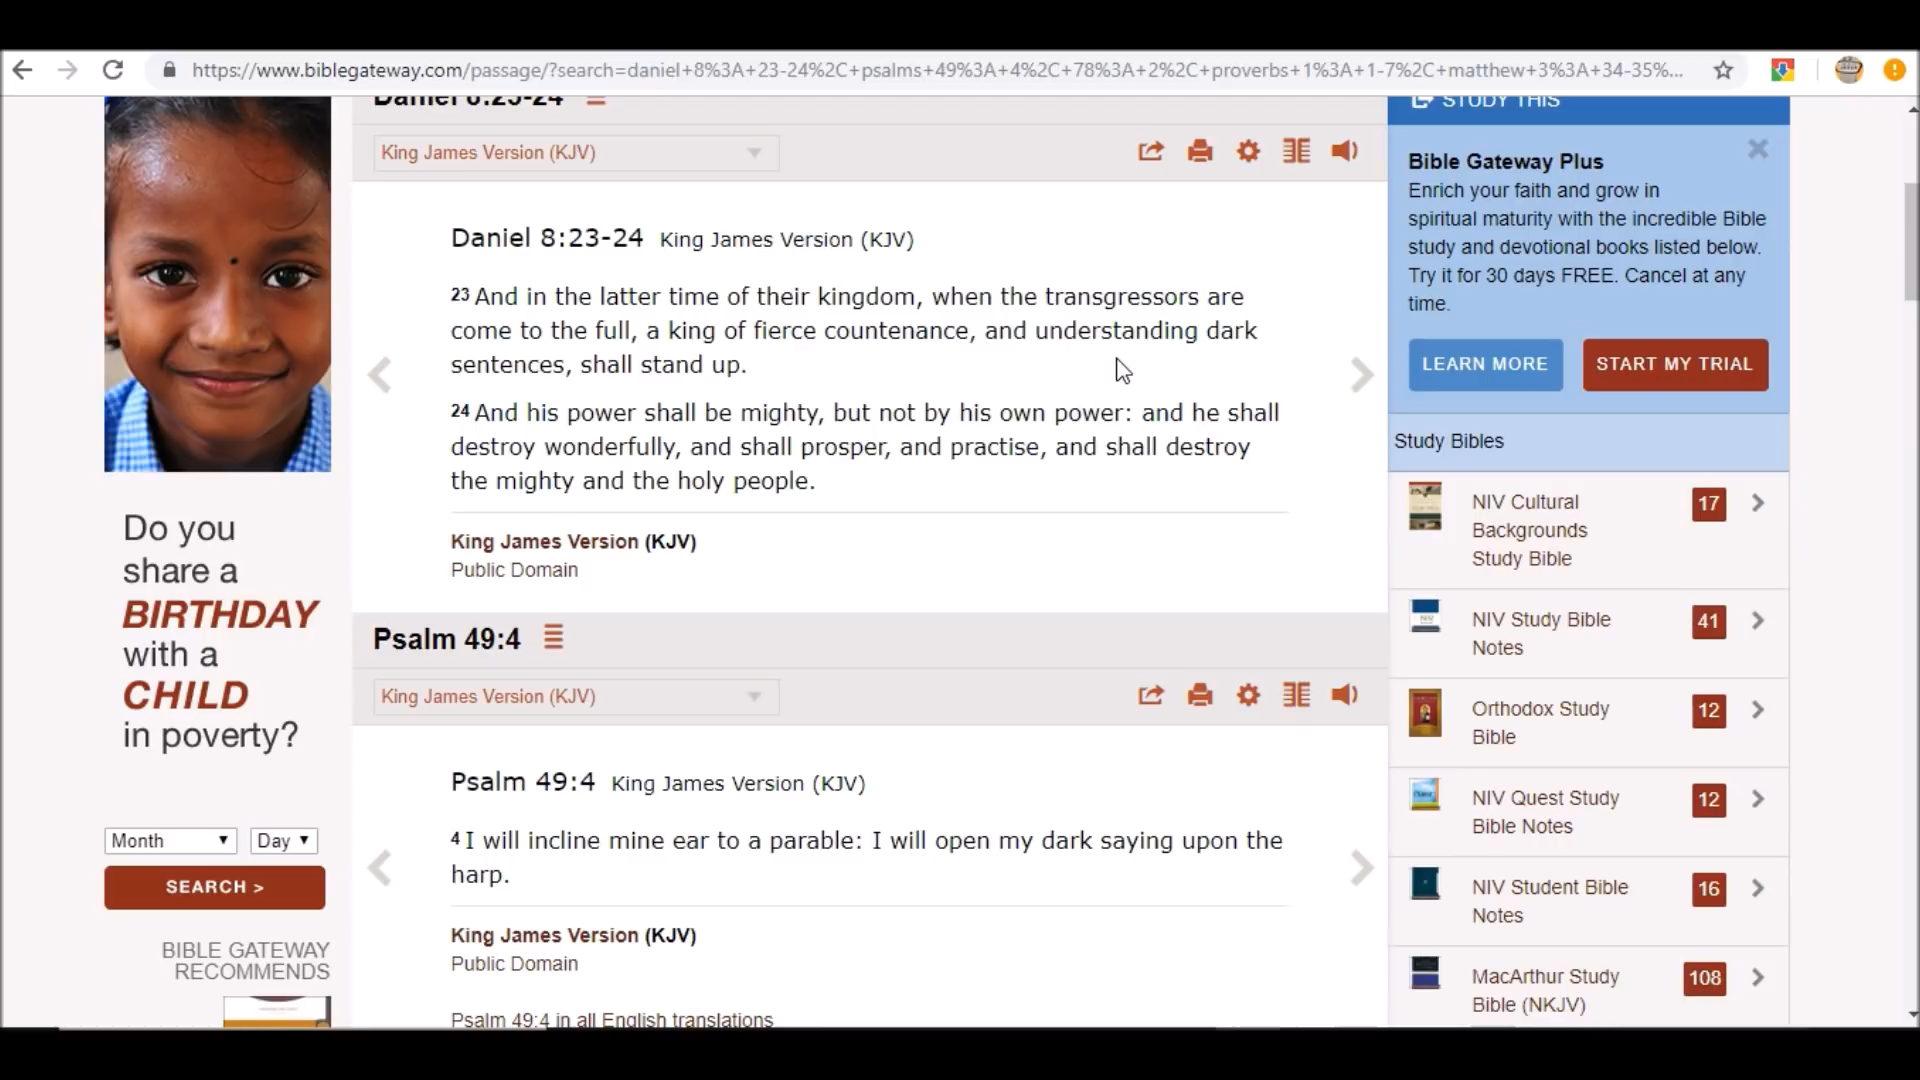 https://www.biblegateway.com/passage/?search=daniel+8%3A+23-24%2C+psalms+49%3A+4%2C+78%3A+2%2C+proverbs+1%3A+1-7%2C+matthew+3%3A+34-35%...
Daniel 8:23-24
STUDY THIS
King James Version (KJV)
Bible Gateway Plus
Enrich your faith and grow in
spiritual maturity with the incredible Bible
study and devotional books listed below.
Try it for 30 days FREE. Cancel at any
time.
LEARN MORE
START MY TRIAL
Daniel 8:23-24 King James Version (KJV)
23 And in the latter time of their kingdom, when the transgressors are
come to the full, a king of fierce countenance, and understanding dark
sentences, shall stand up.
24 And his power shall be mighty, but not by his own power: and he shall
destroy wonderfully, and shall prosper, and practise, and shall destroy
the mighty and the holy people.
King James Version (KJV)
Public Domain
Psalm 49:4
King James Version (KJV)
Psalm 49:4 King James Version (KJV)
4 I will incline mine ear to a parable: I will open my dark saying upon the
harp.
King James Version (KJV)
Public Domain
Psalm 49:4 in all English translations
Do you
share a
BIRTHDAY
with a
CHILD
in poverty?
Month
Day
SEARCH >
BIBLE GATEWAY
RECOMMENDS
Study Bibles
NIV Cultural
Backgrounds
Study Bible
17
NIV Study Bible
Notes
41
Orthodox Study
Bible
12
NIV Quest Study
Bible Notes
12
NIV Student Bible
Notes
16
MacArthur Study
Bible (NKJV)
108